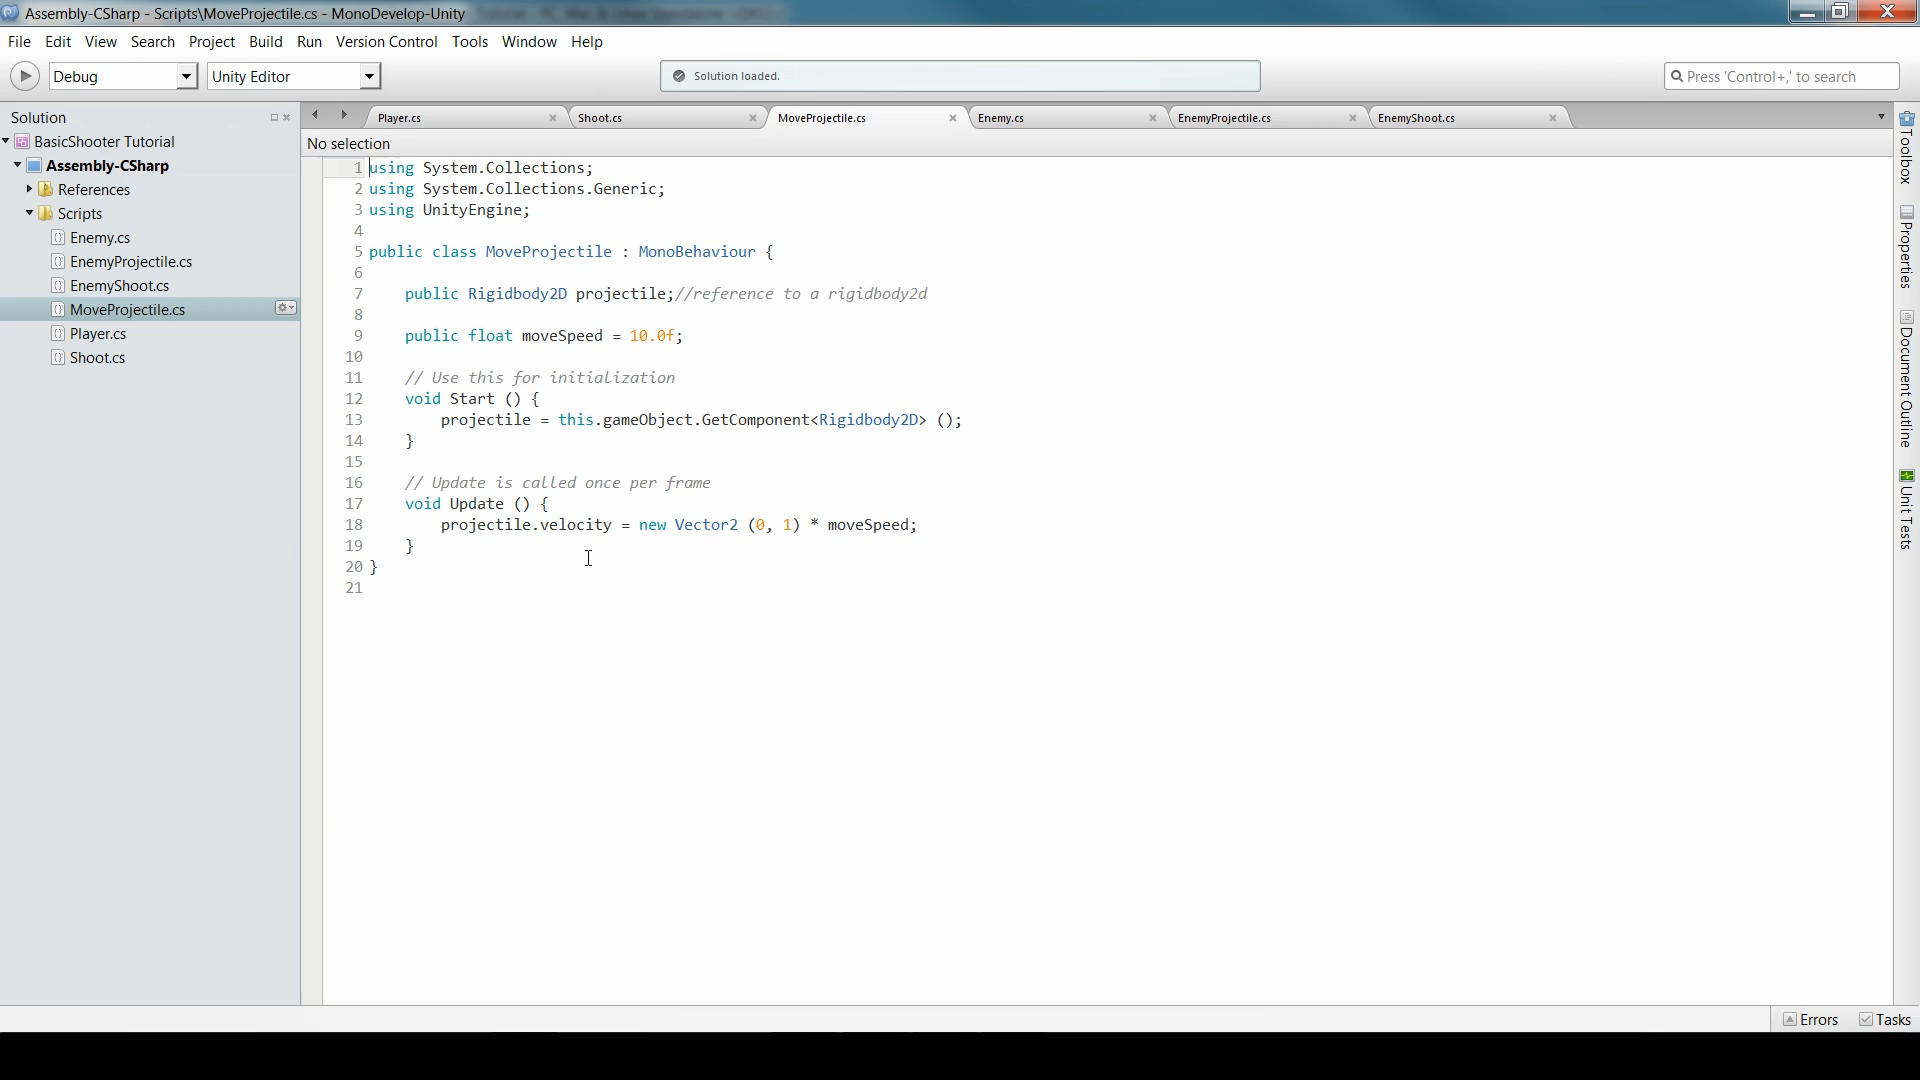 Assembly-CSharp - Scripts\MoveProjectile.cs - MonoDevelop-Unity
File Edit View Search Project Build Run Version Control Tools Window Help
Debug Unity Editor Solution loaded. Press 'Control+,' to search
Solution
BasicShooter Tutorial
Assembly-CSharp
References
Scripts
Enemy.cs
EnemyProjectile.cs
EnemyShoot.cs
MoveProjectile.cs
Player.cs
Shoot.cs
Player.cs Shoot.cs MoveProjectile.cs Enemy.cs EnemyProjectile.cs EnemyShoot.cs
No selection
1 using System.Collections;
2 using System.Collections.Generic;
3 using UnityEngine;
4
5 public class MoveProjectile : MonoBehaviour {
6
7 public Rigidbody2D projectile;//reference to a rigidbody2d
8
9 public float moveSpeed = 10.0f;
10
11 // Use this for initialization
12 void Start () {
13 projectile = this.gameObject.GetComponent<Rigidbody2D> ();
14 }
15
16 // Update is called once per frame
17 void Update () {
18 projectile.velocity = new Vector2 (0, 1) * moveSpeed;
19 }
20 }
21
Toolbox
Properties
Document Outline
Unit Tests
Errors Tasks